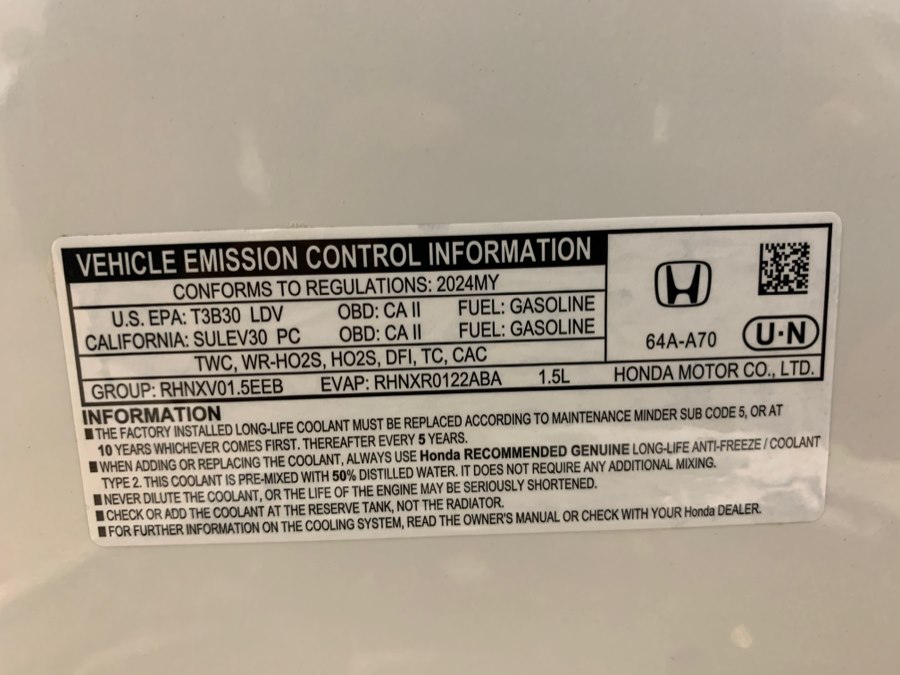 VEHICLE EMISSION CONTROL INFORMATION
CONFORMS TO REGULATIONS: 2024MY
U.S. EPA: T3B30 LDV OBD: CA II FUEL: GASOLINE
CALIFORNIA: SULEV30 PC OBD: CA II FUEL: GASOLINE
TWC, WR-HO2S, HO2S, DFI, TC, CAC
GROUP: RHNXV01.5EEB EVAP: RHNXR0122ABA 1.5L
64A-A70
U·N
HONDA MOTOR CO., LTD.
INFORMATION
■THE FACTORY INSTALLED LONG-LIFE COOLANT MUST BE REPLACED ACCORDING TO MAINTENANCE MINDER SUB CODE 5, OR AT
10 YEARS WHICHEVER COMES FIRST. THEREAFTER EVERY 5 YEARS.
■WHEN ADDING OR REPLACING THE COOLANT, ALWAYS USE Honda RECOMMENDED GENUINE LONG-LIFE ANTI-FREEZE / COOLANT
TYPE 2. THIS COOLANT IS PRE-MIXED WITH 50% DISTILLED WATER. IT DOES NOT REQUIRE ANY ADDITIONAL MIXING.
■NEVER DILUTE THE COOLANT, OR THE LIFE OF THE ENGINE MAY BE SERIOUSLY SHORTENED.
■CHECK OR ADD THE COOLANT AT THE RESERVE TANK, NOT THE RADIATOR.
■FOR FURTHER INFORMATION ON THE COOLING SYSTEM, READ THE OWNER'S MANUAL OR CHECK WITH YOUR Honda DEALER.